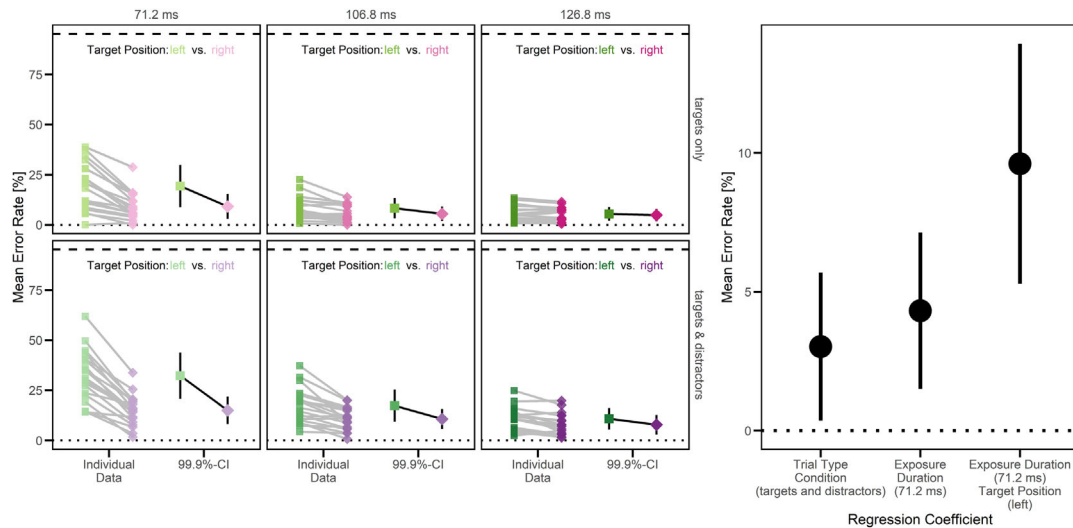 71.2 ms
106.8 ms
126.8 ms
Mean Error Rate [%]
75
50
25
0
Target Position: left vs. right
Target Position: left vs. right
Target Position: left vs. right
targets only
75
50
25
0
Target Position: left vs. right
Target Position: left vs. right
Target Position: left vs. right
targets & distractors
Individual
Data
99.9%-CI
Individual
Data
99.9%-CI
Individual
Data
99.9%-CI
Mean Error Rate [%]
10
5
0
Trial Type
Condition
(targets and distractors)
Exposure
Duration
(71.2 ms)
Exposure Duration
(71.2 ms)
Target Position
(left)
Regression Coefficient